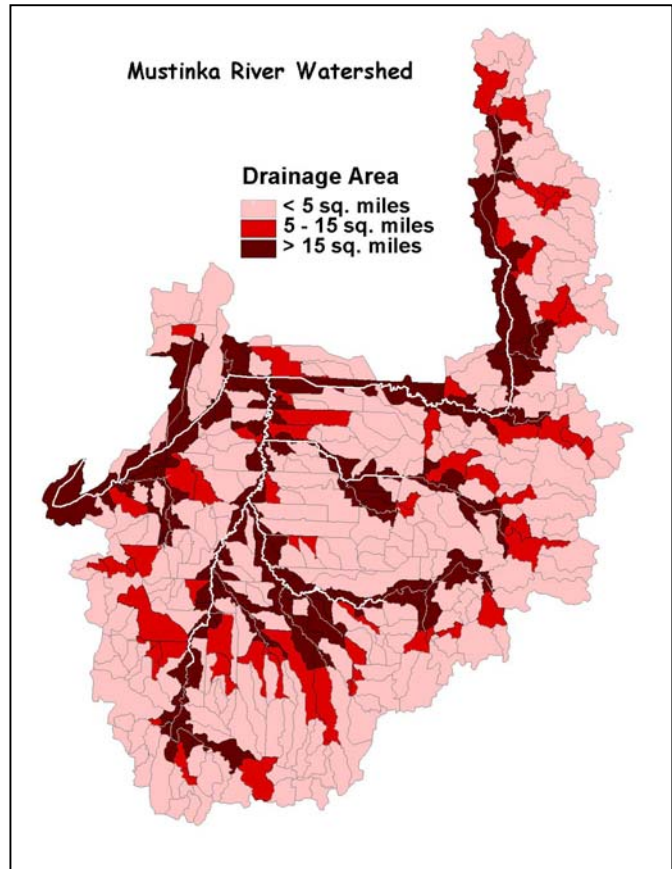 Mustinka River Watershed
Drainage Area
< 5 sq. miles
5 - 15 sq. miles
> 15 sq. miles